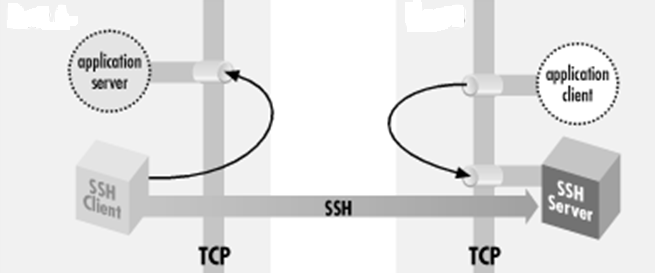 application
server
application
client
SSH
Client
SSH
SSH
Server
TCP
TCP